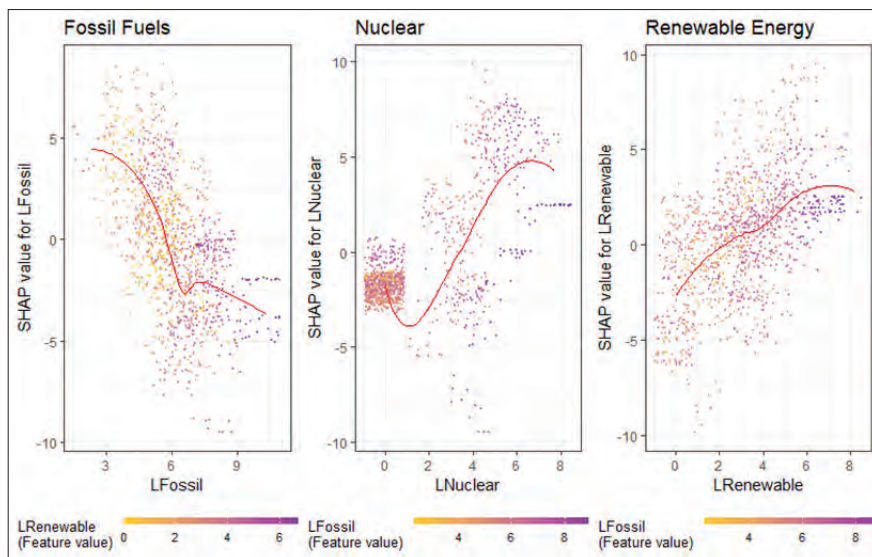 Fossil Fuels
Nuclear
Renewable Energy
SHAP value for LFossil
5
0
-5
-10
3
6
9
LFossil
SHAP value for LNuclear
10
5
0
-5
-10
0
2
4
6
8
LNuclear
SHAP value for LRenewable
10
5
0
-5
-10
0
2
4
6
8
LRenewable
LRenewable
(Feature value)
0
2
4
6
LFossil
(Feature value)
4
6
8
LFossil
(Feature value)
4
6
8